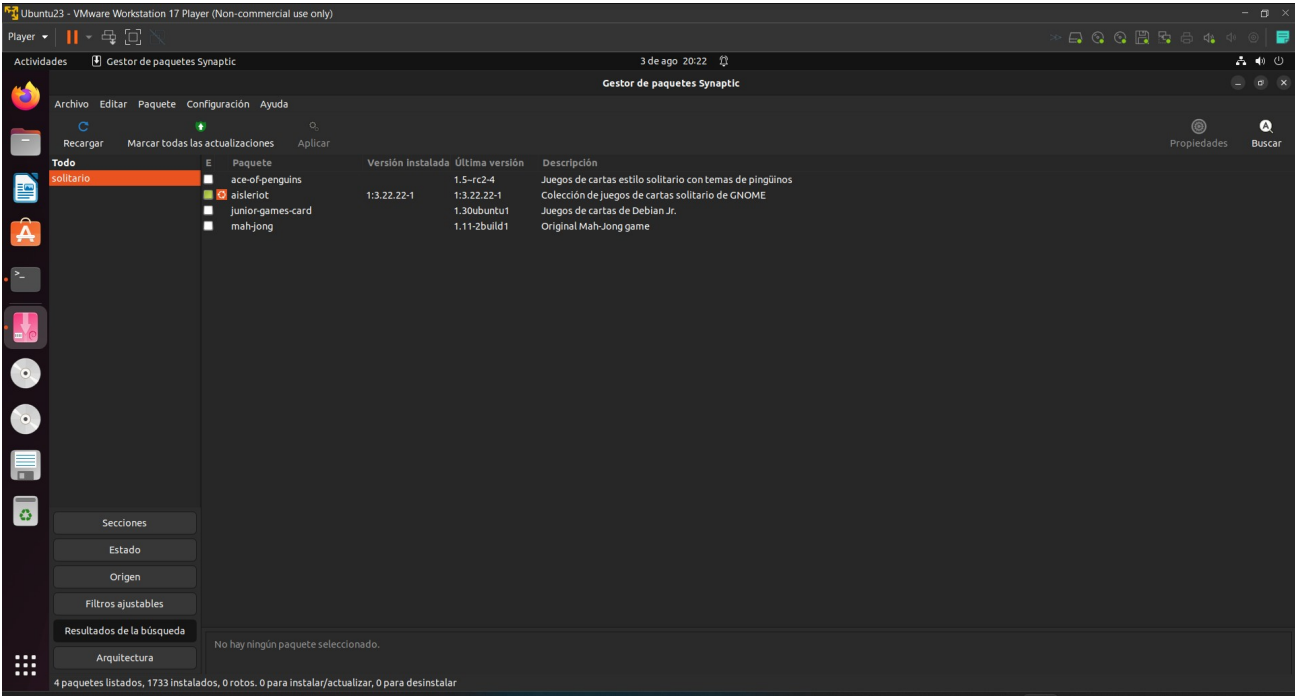 Ubuntu23 - VMware Workstation 17 Player (Non-commercial use only)
Player
Actividades Gestor de paquetes Synaptic 3 de ago 20:22
Gestor de paquetes Synaptic
Archivo Editar Paquete Configuración Ayuda
Recargar Marcar todas las actualizaciones Aplicar Propiedades Buscar
Todo E Paquete Versión instalada Última versión Descripción
solitario ace-of-penguins 1.5~rc2-4 Juegos de cartas estilo solitario con temas de pingüinos
aisleriot 1:3.22.22-1 1:3.22.22-1 Colección de juegos de cartas solitario de GNOME
junior-games-card 1.30ubuntu1 Juegos de cartas de Debian Jr.
mah-jong 1.11-2build1 Original Mah-Jong game
Secciones
Estado
Origen
Filtros ajustables
Resultados de la búsqueda
No hay ningún paquete seleccionado.
Arquitectura
4 paquetes listados, 1733 instalados, 0 rotos. 0 para instalar/actualizar, 0 para desinstalar